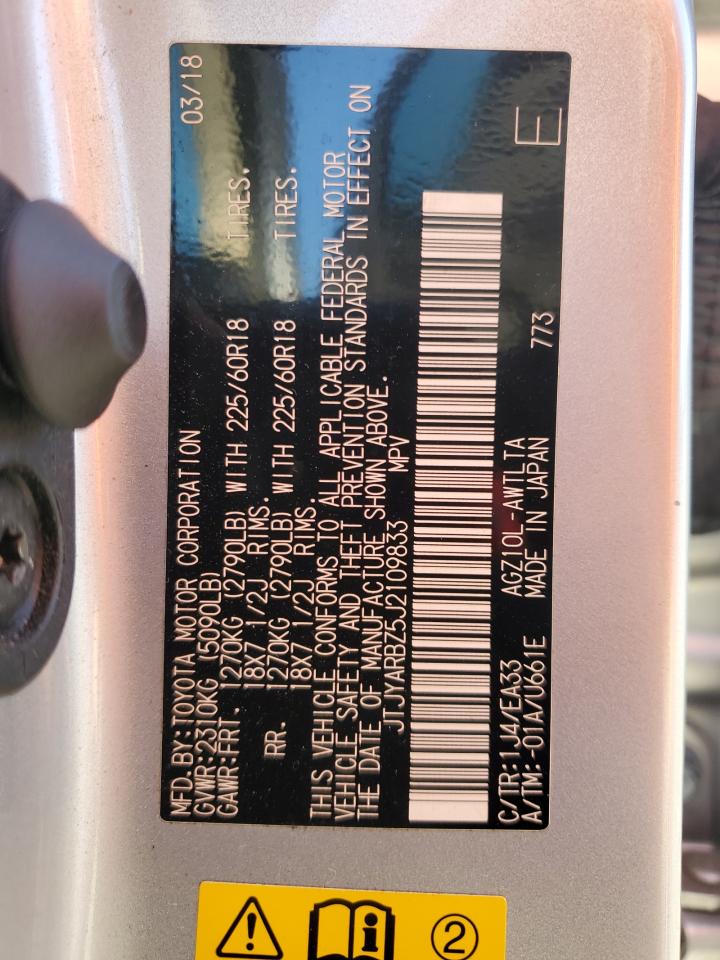 MFD.BY:TOYOTA MOTOR CORPORATION 03/18
GVWR:2310KG (5090LB)
GAWR:FRT. 1270KG (2790LB) WITH 225/60R18 TIRES.
18X7 1/2J RIMS.
RR. 1270KG (2790LB) WITH 225/60R18 TIRES.
18X7 1/2J RIMS.
THIS VEHICLE CONFORMS TO ALL APPLICABLE FEDERAL MOTOR
VEHICLE SAFETY AND THEFT PREVENTION STANDARDS IN EFFECT ON
THE DATE OF MANUFACTURE SHOWN ABOVE.
JTJYARBZ5J2109833 MPV
C/TR:1J4/EA33 AGZ10L-AWTLTA
A/TM:-01A/U661E MADE IN JAPAN 773
E
2